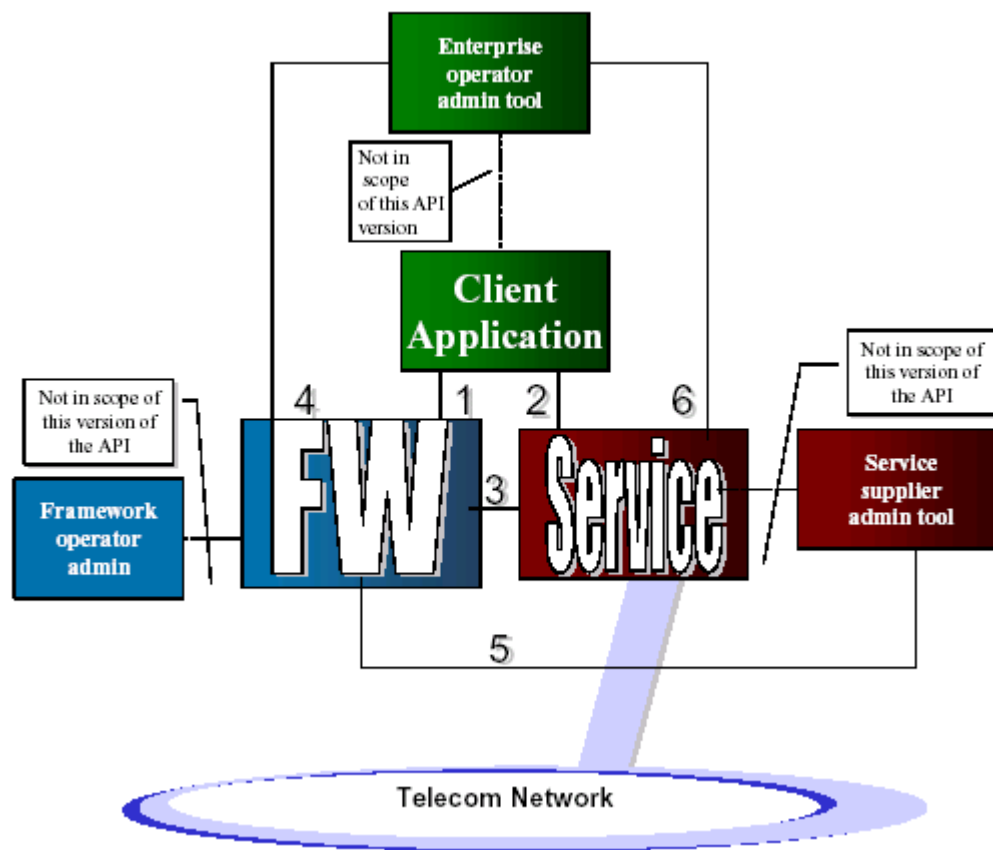 Enterprise
operator
admin tool
Not in
scope
of this API
version
Client
Application
Not in scope of
this version of
the API
Not in scope of
this version of
the API
4
1
2
6
FW
3
Service
Framework
operator
admin
Service
supplier
admin tool
5
Telecom Network